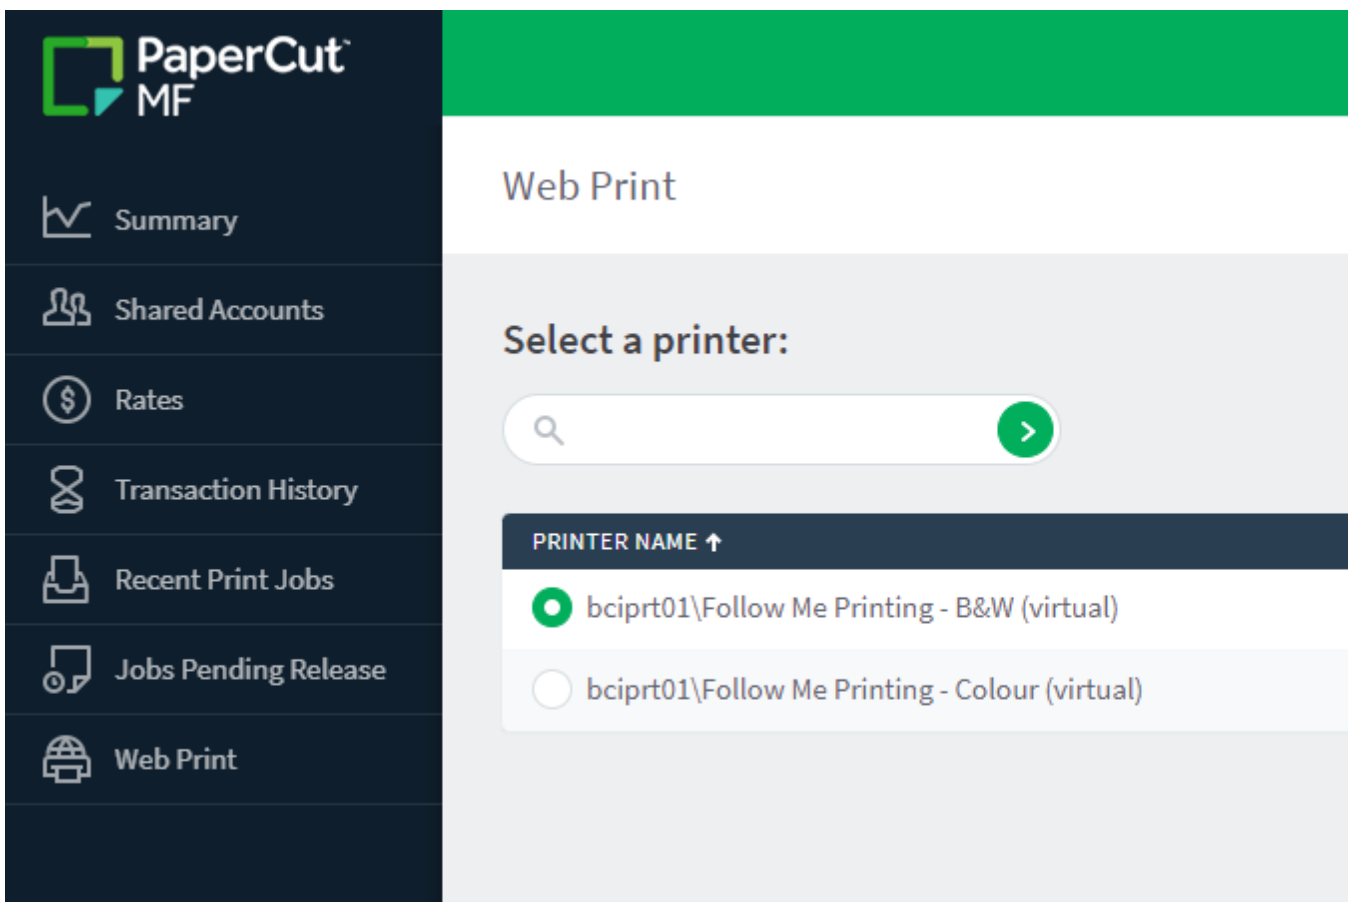 PaperCut™
MF
Summary
Shared Accounts
Rates
Transaction History
Recent Print Jobs
Jobs Pending Release
Web Print
Web Print
Select a printer:
PRINTER NAME ↑
bciprt01\Follow Me Printing - B&W (virtual)
bciprt01\Follow Me Printing - Colour (virtual)